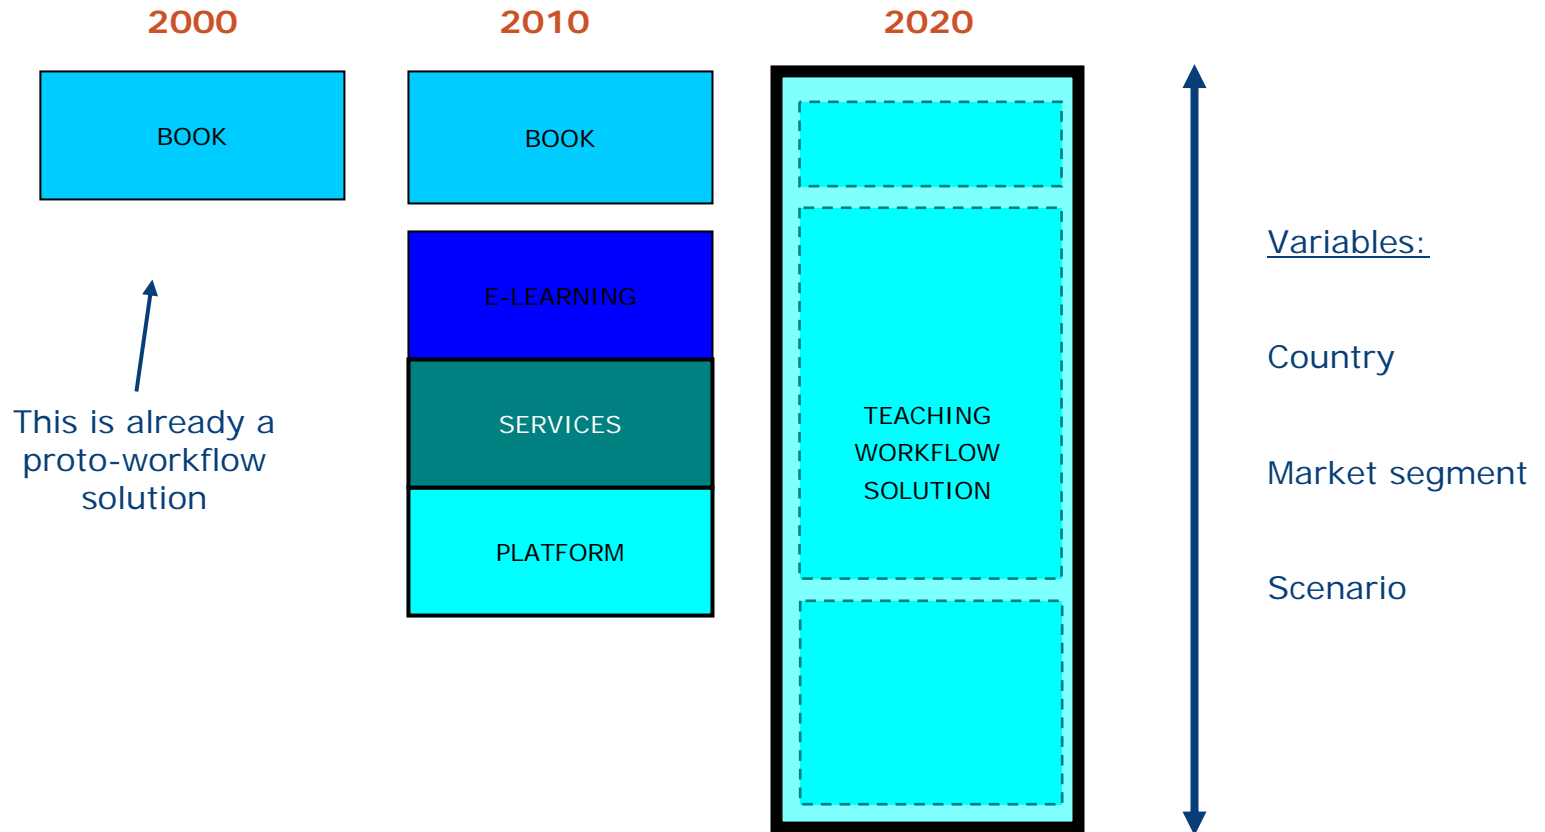 2000
2010
2020
BOOK
BOOK
E-LEARNING
SERVICES
PLATFORM
This is already a
proto-workflow
solution
TEACHING
WORKFLOW
SOLUTION
Variables:
Country
Market segment
Scenario